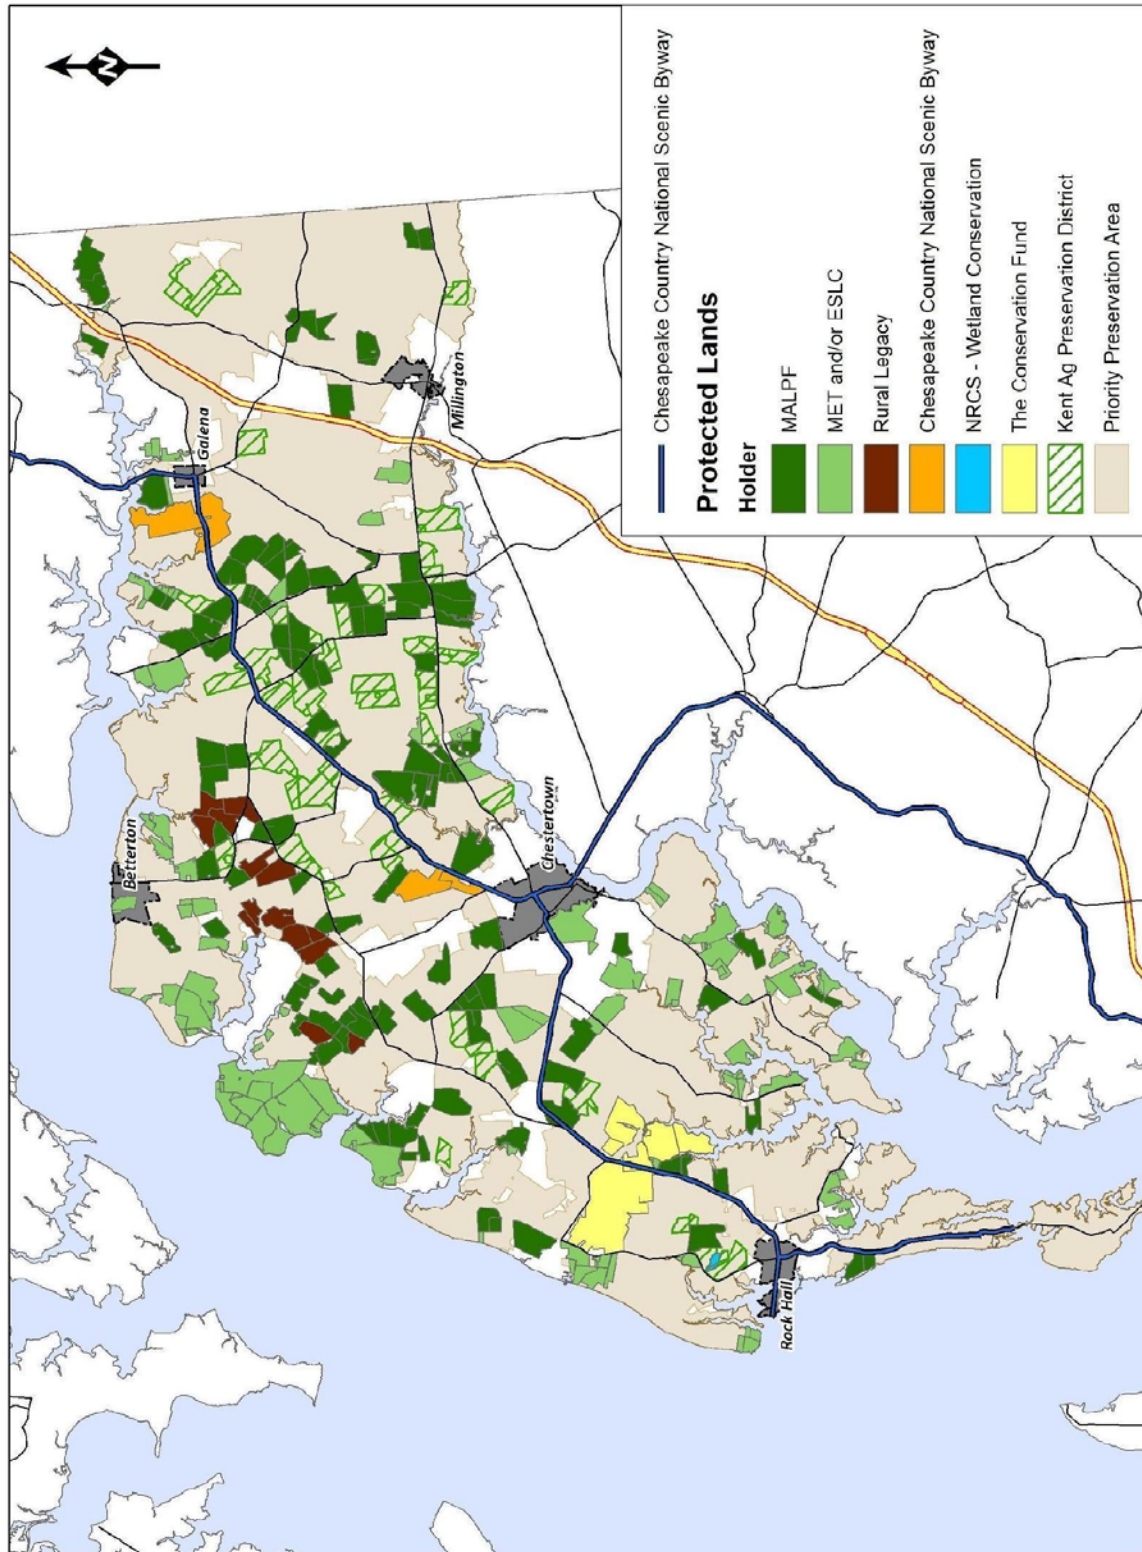 N
Galena
Millington
Betterton
Chestertown
Rock Hall
Chesapeake Country National Scenic Byway
Protected Lands
Holder
MALPF
MET and/or ESLC
Rural Legacy
Chesapeake Country National Scenic Byway
NRCS - Wetland Conservation
The Conservation Fund
Kent Ag Preservation District
Priority Preservation Area